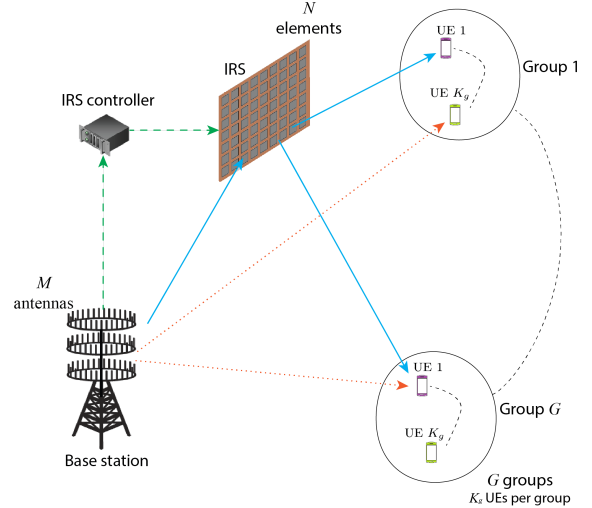 N
elements
IRS
UE 1
Group 1
UE K_g
IRS controller
M
antennas
UE 1
Group G
UE K_g
Base station
G groups
K_g UEs per group